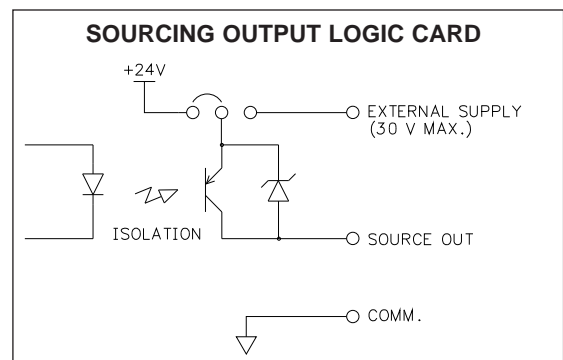 SOURCING OUTPUT LOGIC CARD
+24V
EXTERNAL SUPPLY
(30 V MAX.)
ISOLATION
SOURCE OUT
COMM.